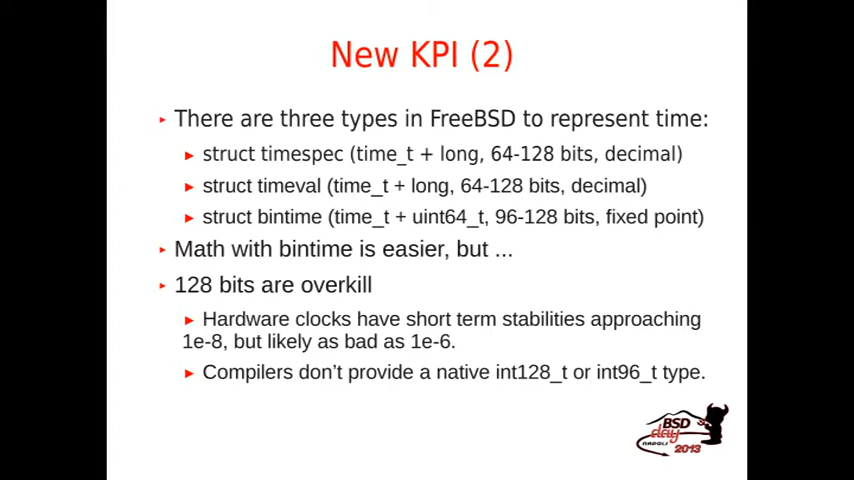 New KPI (2)
There are three types in FreeBSD to represent time:
struct timespec (time_t + long, 64-128 bits, decimal)
struct timeval (time_t + long, 64-128 bits, decimal)
struct bintime (time_t + uint64_t, 96-128 bits, fixed point)
Math with bintime is easier, but ...
128 bits are overkill
Hardware clocks have short term stabilities approaching
1e-8, but likely as bad as 1e-6.
Compilers don’t provide a native int128_t or int96_t type.
BSD
day
NAPOLI
2013